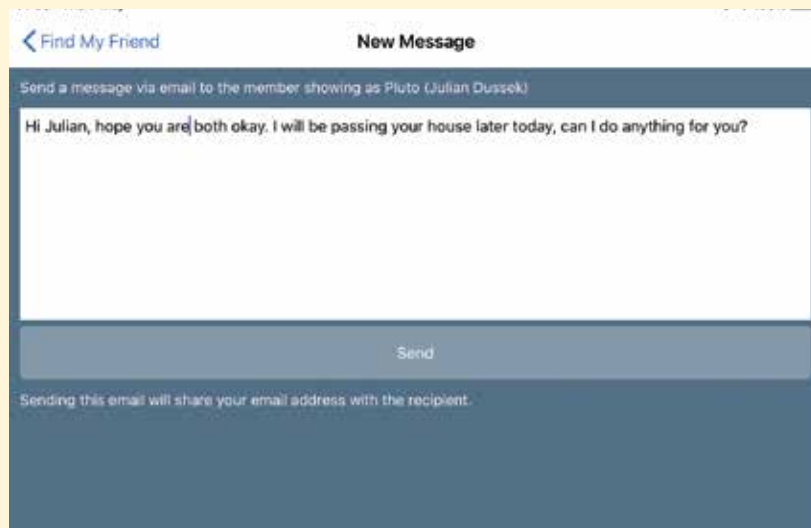 Find My Friend
New Message
Send a message via email to the member showing as Pluto (Julian Dussek)
Hi Julian, hope you are both okay. I will be passing your house later today, can I do anything for you?
Send
Sending this email will share your email address with the recipient.